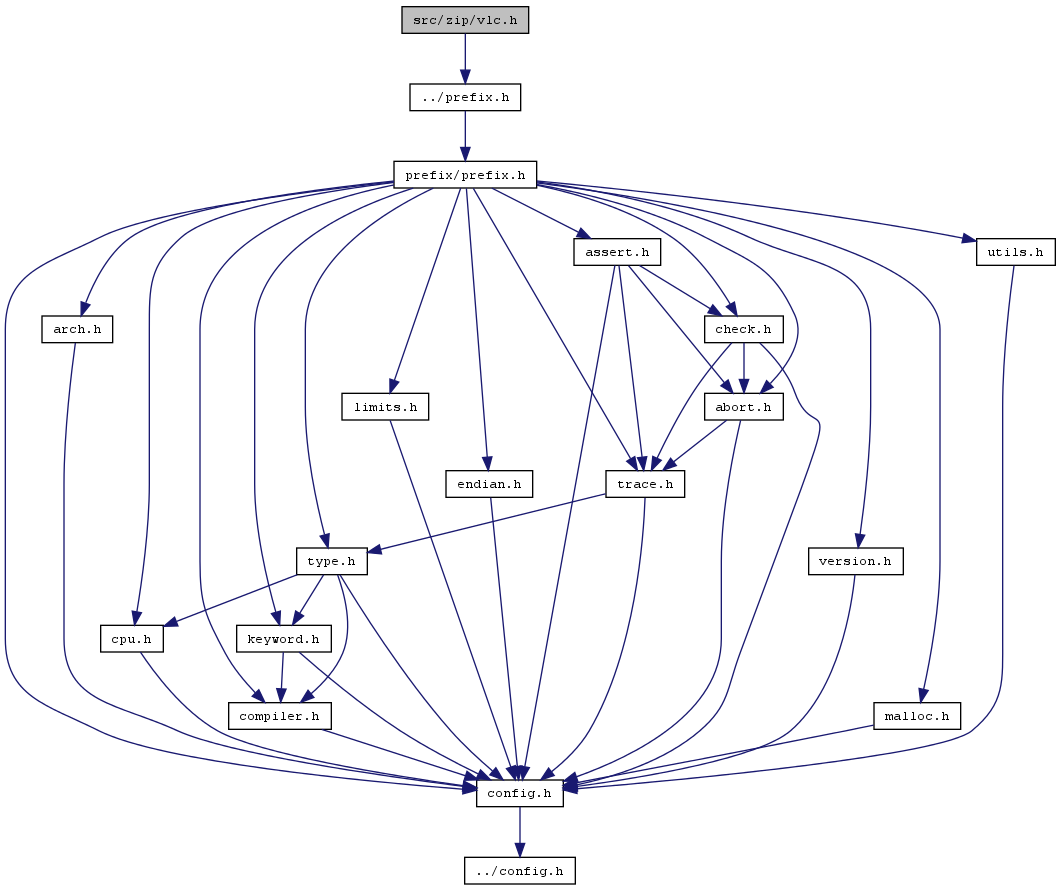 src/zip/vlc.h
../prefix.h
prefix/prefix.h
assert.h
utils.h
arch.h
check.h
limits.h
abort.h
endian.h
trace.h
type.h
version.h
cpu.h
keyword.h
compiler.h
malloc.h
config.h
../config.h